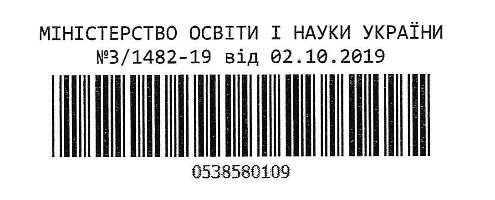 МІНІСТЕРСТВО ОСВІТИ І НАУКИ УКРАЇНИ
№3/1482-19 від 02.10.2019
0538580109